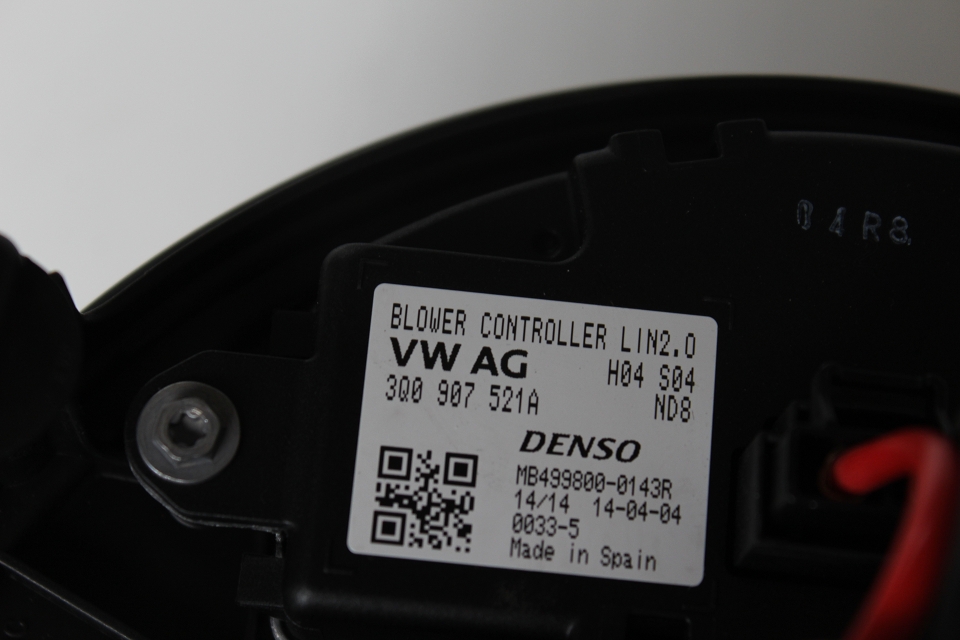 04R8
BLOWER CONTROLLER LIN2.0
VW AG H04 S04
3Q0 907 521A ND8
DENSO
MB499800-0143R
14/14 14-04-04
0033-5
Made in Spain